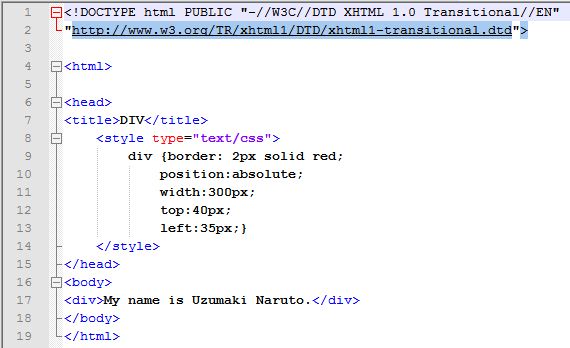 1 <!DOCTYPE html PUBLIC "-//W3C//DTD XHTML 1.0 Transitional//EN"
2 "http://www.w3.org/TR/xhtml1/DTD/xhtml1-transitional.dtd">
3
4 <html>
5
6 <head>
7 <title>DIV</title>
8     <style type="text/css">
9         div {border: 2px solid red;
10             position:absolute;
11             width:300px;
12             top:40px;
13             left:35px;}
14     </style>
15 </head>
16 <body>
17 <div>My name is Uzumaki Naruto.</div>
18 </body>
19 </html>